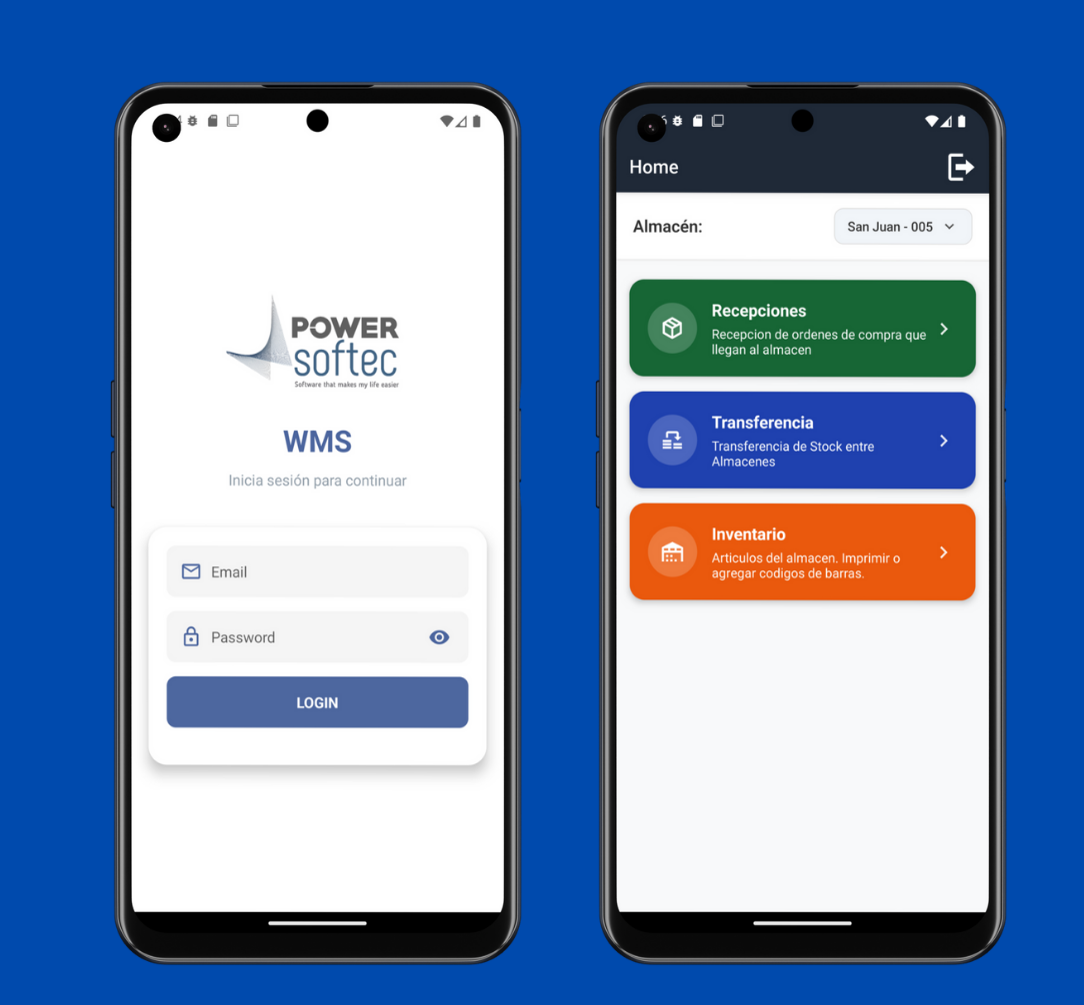 POWER
softec
Software that makes my life easier
WMS
Inicia sesión para continuar
Email
Password
LOGIN
Home
Almacén:
San Juan - 005
Recepciones
Recepcion de ordenes de compra que
llegan al almacen
Transferencia
Transferencia de Stock entre
Almacenes
Inventario
Articulos del almacen. Imprimir o
agregar codigos de barras.